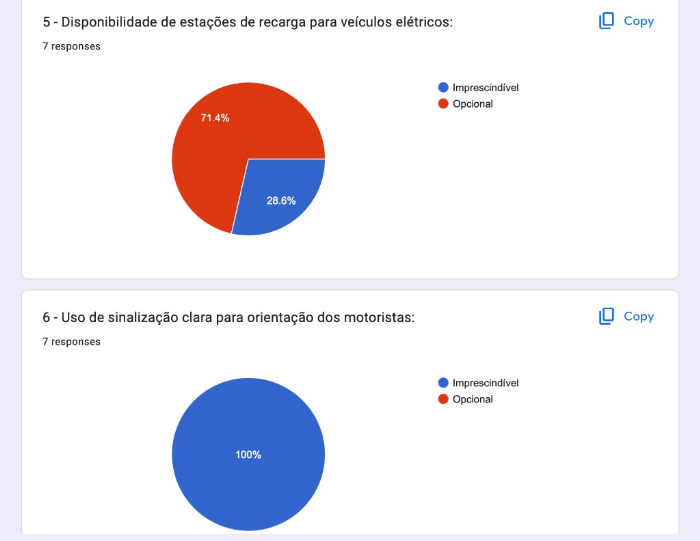 5 - Disponibilidade de estações de recarga para veículos elétricos:
Copy
7 responses
Imprescindível
Opcional
71.4%
28.6%
6 - Uso de sinalização clara para orientação dos motoristas:
Copy
7 responses
Imprescindível
Opcional
100%